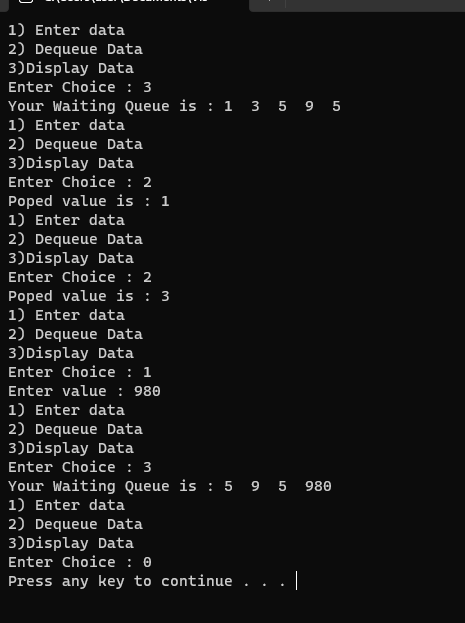 1) Enter data
2) Dequeue Data
3)Display Data
Enter Choice : 3
Your Waiting Queue is : 1  3  5  9  5
1) Enter data
2) Dequeue Data
3)Display Data
Enter Choice : 2
Poped value is : 1
1) Enter data
2) Dequeue Data
3)Display Data
Enter Choice : 2
Poped value is : 3
1) Enter data
2) Dequeue Data
3)Display Data
Enter Choice : 1
Enter value : 980
1) Enter data
2) Dequeue Data
3)Display Data
Enter Choice : 3
Your Waiting Queue is : 5  9  5  980
1) Enter data
2) Dequeue Data
3)Display Data
Enter Choice : 0
Press any key to continue . . .